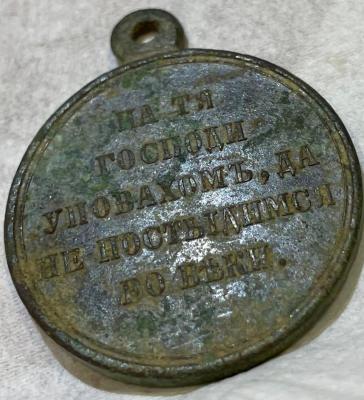 НА ТЯ
ГОСПОДИ
УПОВАХОМЪ, ДА
НЕ ПОСТЫДИМСЯ
ВО ВѢКИ.